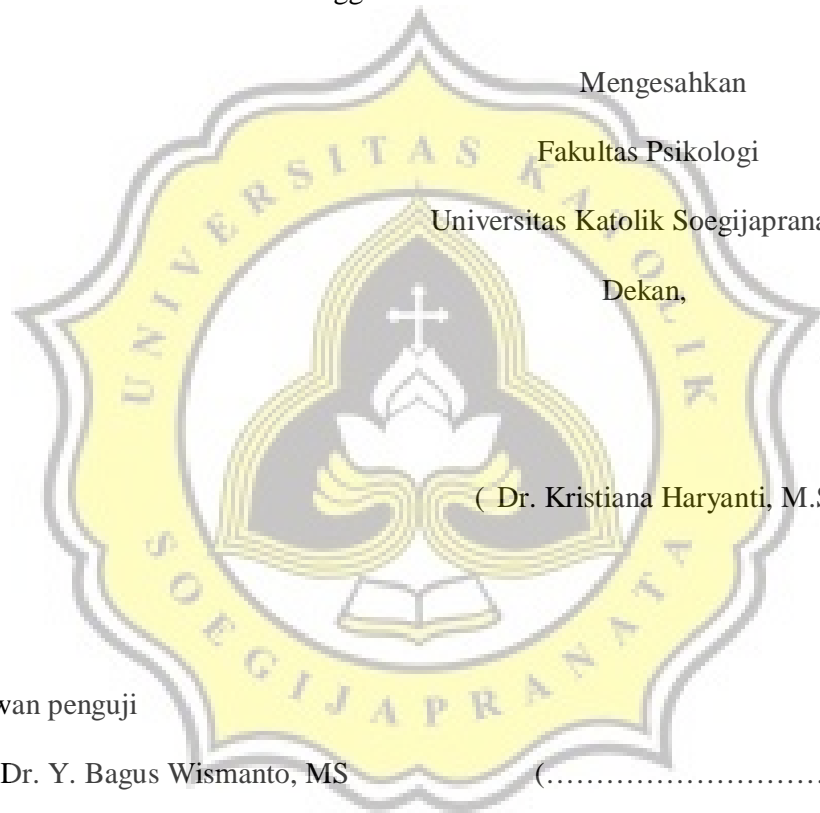 Mengesahkan
Fakultas Psikologi
Universitas Katolik Soegijaprana
Dekan,
( Dr. Kristiana Haryanti, M.S
wan penguji
Dr. Y. Bagus Wismanto, MS (..............................
UNIVERSITAS KATOLIK
SOEGIJAPRANATA